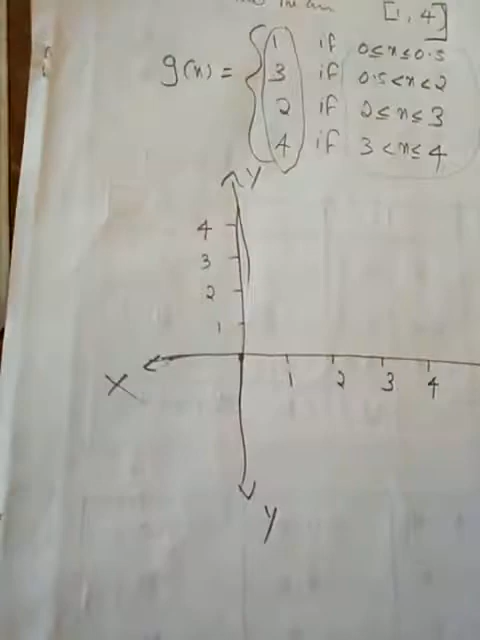 [1, 4]
g(x) = { 1 if 0≤x≤0.5
3 if 0.5<x<2
2 if 2≤x≤3
4 if 3<x≤4
Y
4
3
2
1
X 1 2 3 4
Y